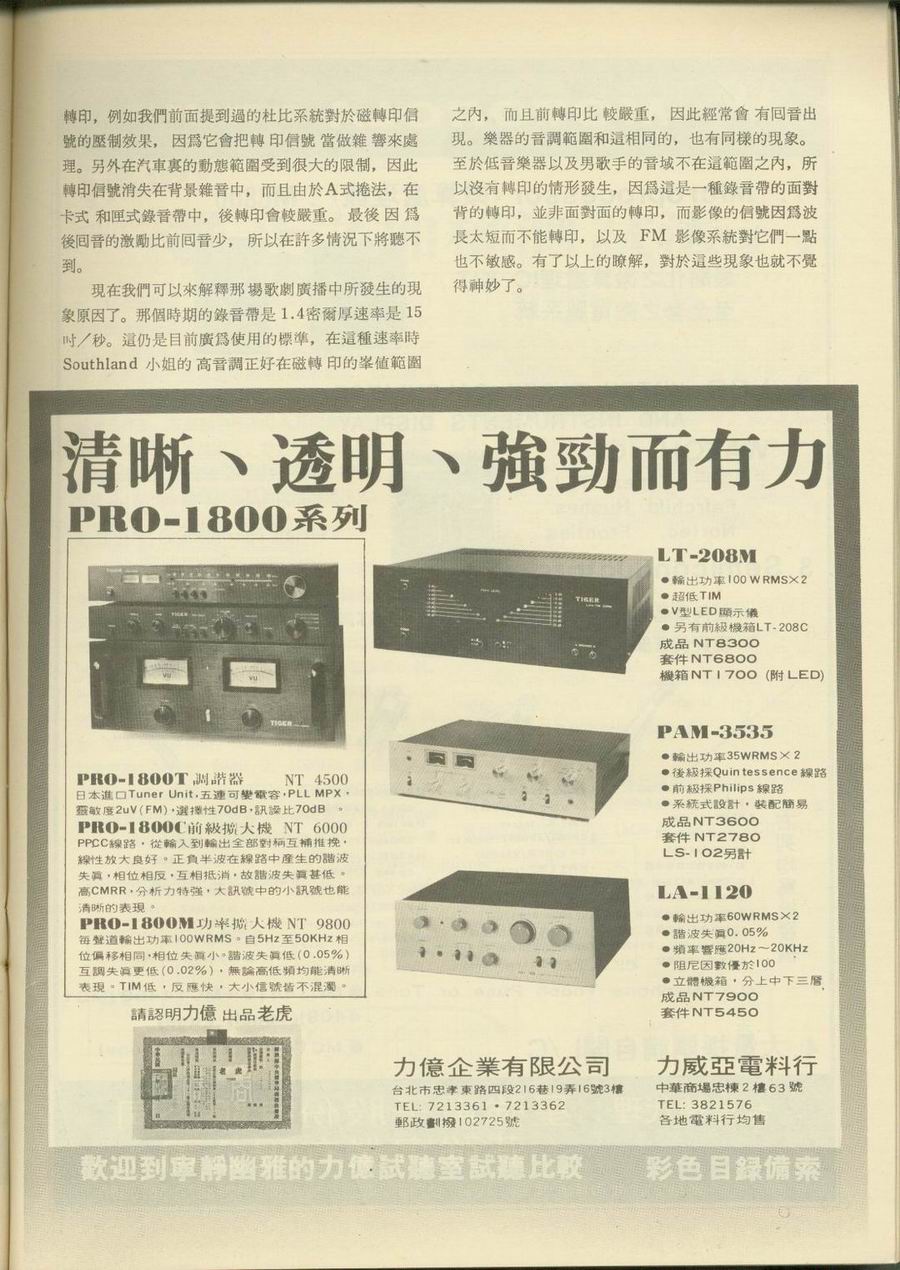 轉印，例如我們前面提到過的杜比系統對於磁轉印信
號的壓制效果， 因爲它會把轉 印信號 當做雜 響來處
理。另外在汽車裏的動態範圍受到很大的限制，因此
轉印信號消失在背景雜音中，而且由於A式捲法，在
卡式 和匣式錄音帶中，後轉印會較嚴重。 最後 因 爲
後回音的激勵比前回音少， 所以在許多情況下將聽不
到。
現在我們可以來解釋那場歌劇廣播中所發生的現
象原因了。那個時期的錄音帶是 1.4密爾厚速率是 15
吋／秒。這仍是目前廣爲使用的標準，在這種速率時
Southland 小姐的 高音調正好在磁轉 印的峯值範圍
之內， 而且前轉印比 較嚴重， 因此經常會 有回音出
現。樂器的音調範圍和這相同的，也有同樣的現象。
至於低音樂器以及男歌手的音域不在這範圍之內，所
以沒有轉印的情形發生，因爲這是一種錄音帶的面對
背的轉印，並非面對面的轉印，而影像的信號因爲波
長太短而不能轉印，以及 FM 影像系統對它們一點
也不敏感。有了以上的瞭解，對於這些現象也就不覺
得神妙了。
清晰、透明、強勁而有力
PRO-1800系列
TIGER
VU
VU
TIGER
PRO-1800T 調諧器 NT 4500
日本進口Tuner Unit，五連可變電容，PLL MPX，
靈敏度2uV(FM)，選擇性70dB，訊噪比70dB 。
PRO-1800C前級擴大機 NT 6000
PPCC線路，從輸入到輸出全部對稱互補推挽，
線性放大良好。正負半波在線路中產生的諧波
失眞，相位相反，互相抵消，故諧波失眞甚低。
高CMRR，分析力特強，大訊號中的小訊號也能
清晰的表現。
PRO-1800M功率擴大機 NT 9800
每聲道輸出功率100WRMS。自5Hz至50KHz相
位偏移相同，相位失眞小。諧波失眞低(0.05%)
互調失眞更低(0.02%)，無論高低頻均能清晰
表現。TIM低，反應快，大小信號皆不混濁。
TIGER
LT-208M
●輸出功率100 W RMS×2
●超低TIM
●V型LED顯示儀
●另有前級機箱LT-208C
成品 NT8300
套件 NT6800
機箱NT1700 (附LED)
PAM-3535
●輸出功率35WRMS×2
●後級採Quintessence線路
●前級採Philips線路
●系統式設計，裝配簡易
成品NT3600
套件NT2780
LS-102另計
LA-1120
●輸出功率60WRMS×2
●諧波失眞0.05%
●頻率響應20Hz～20KHz
●阻尼因數優於100
●立體機箱，分上中下三層
成品NT7900
套件NT5450
請認明力億 出品老虎
老虎
力億企業有限公司
台北市忠孝東路四段216巷19弄16號3樓
TEL: 7213361・7213362
郵政劃撥102725號
力威亞電料行
中華商場忠棟2樓63號
TEL: 3821576
各地電料行均售
歡迎到寧靜幽雅的力億試聽室試聽比較 彩色目錄備索